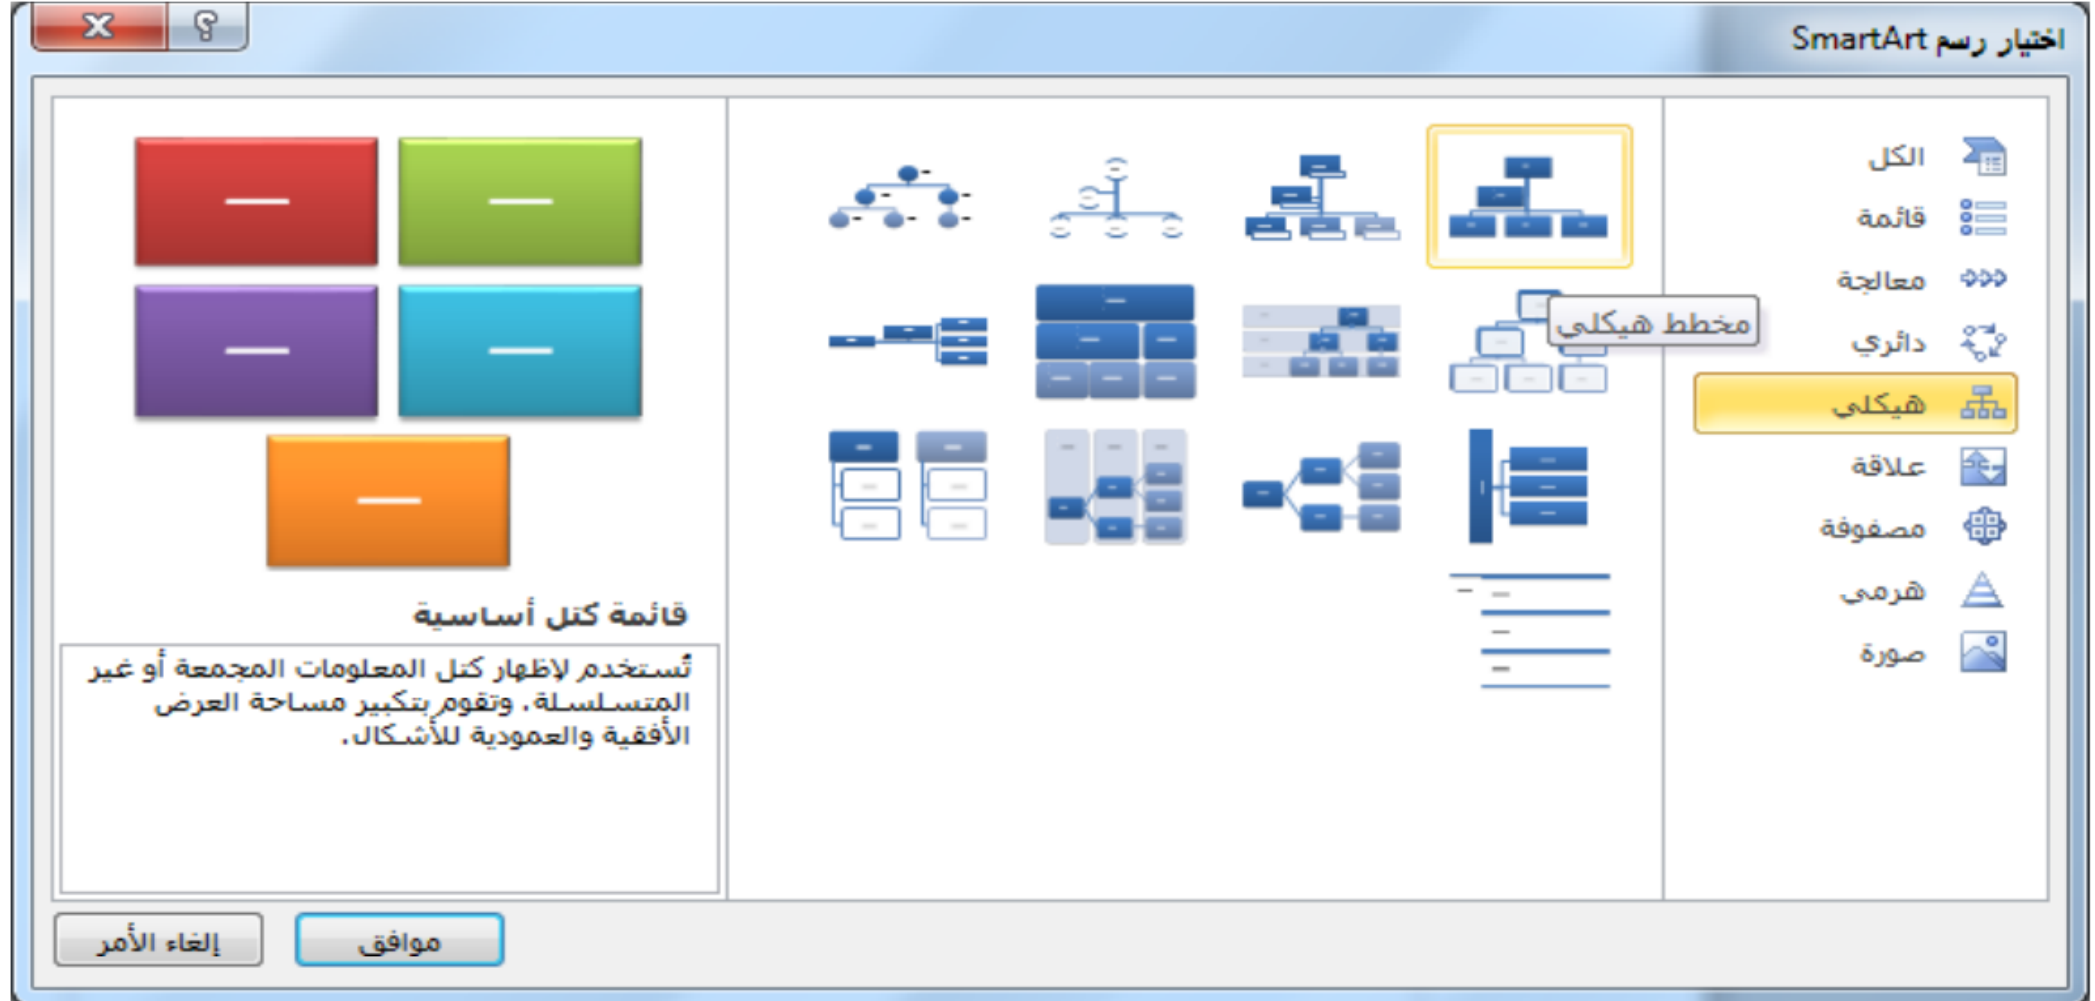 اختيار رسم SmartArt
الكل
قائمة
معالجة
دائري
هيكلي
علاقة
مصفوفة
هرمي
صورة
مخطط هيكلي
قائمة كتل أساسية
تُستخدم لإظهار كتل المعلومات المجمعة أو غير
المتسلسلة. وتقوم بتكبير مساحة العرض
الأفقية والعمودية للأشكال.
موافق
إلغاء الأمر